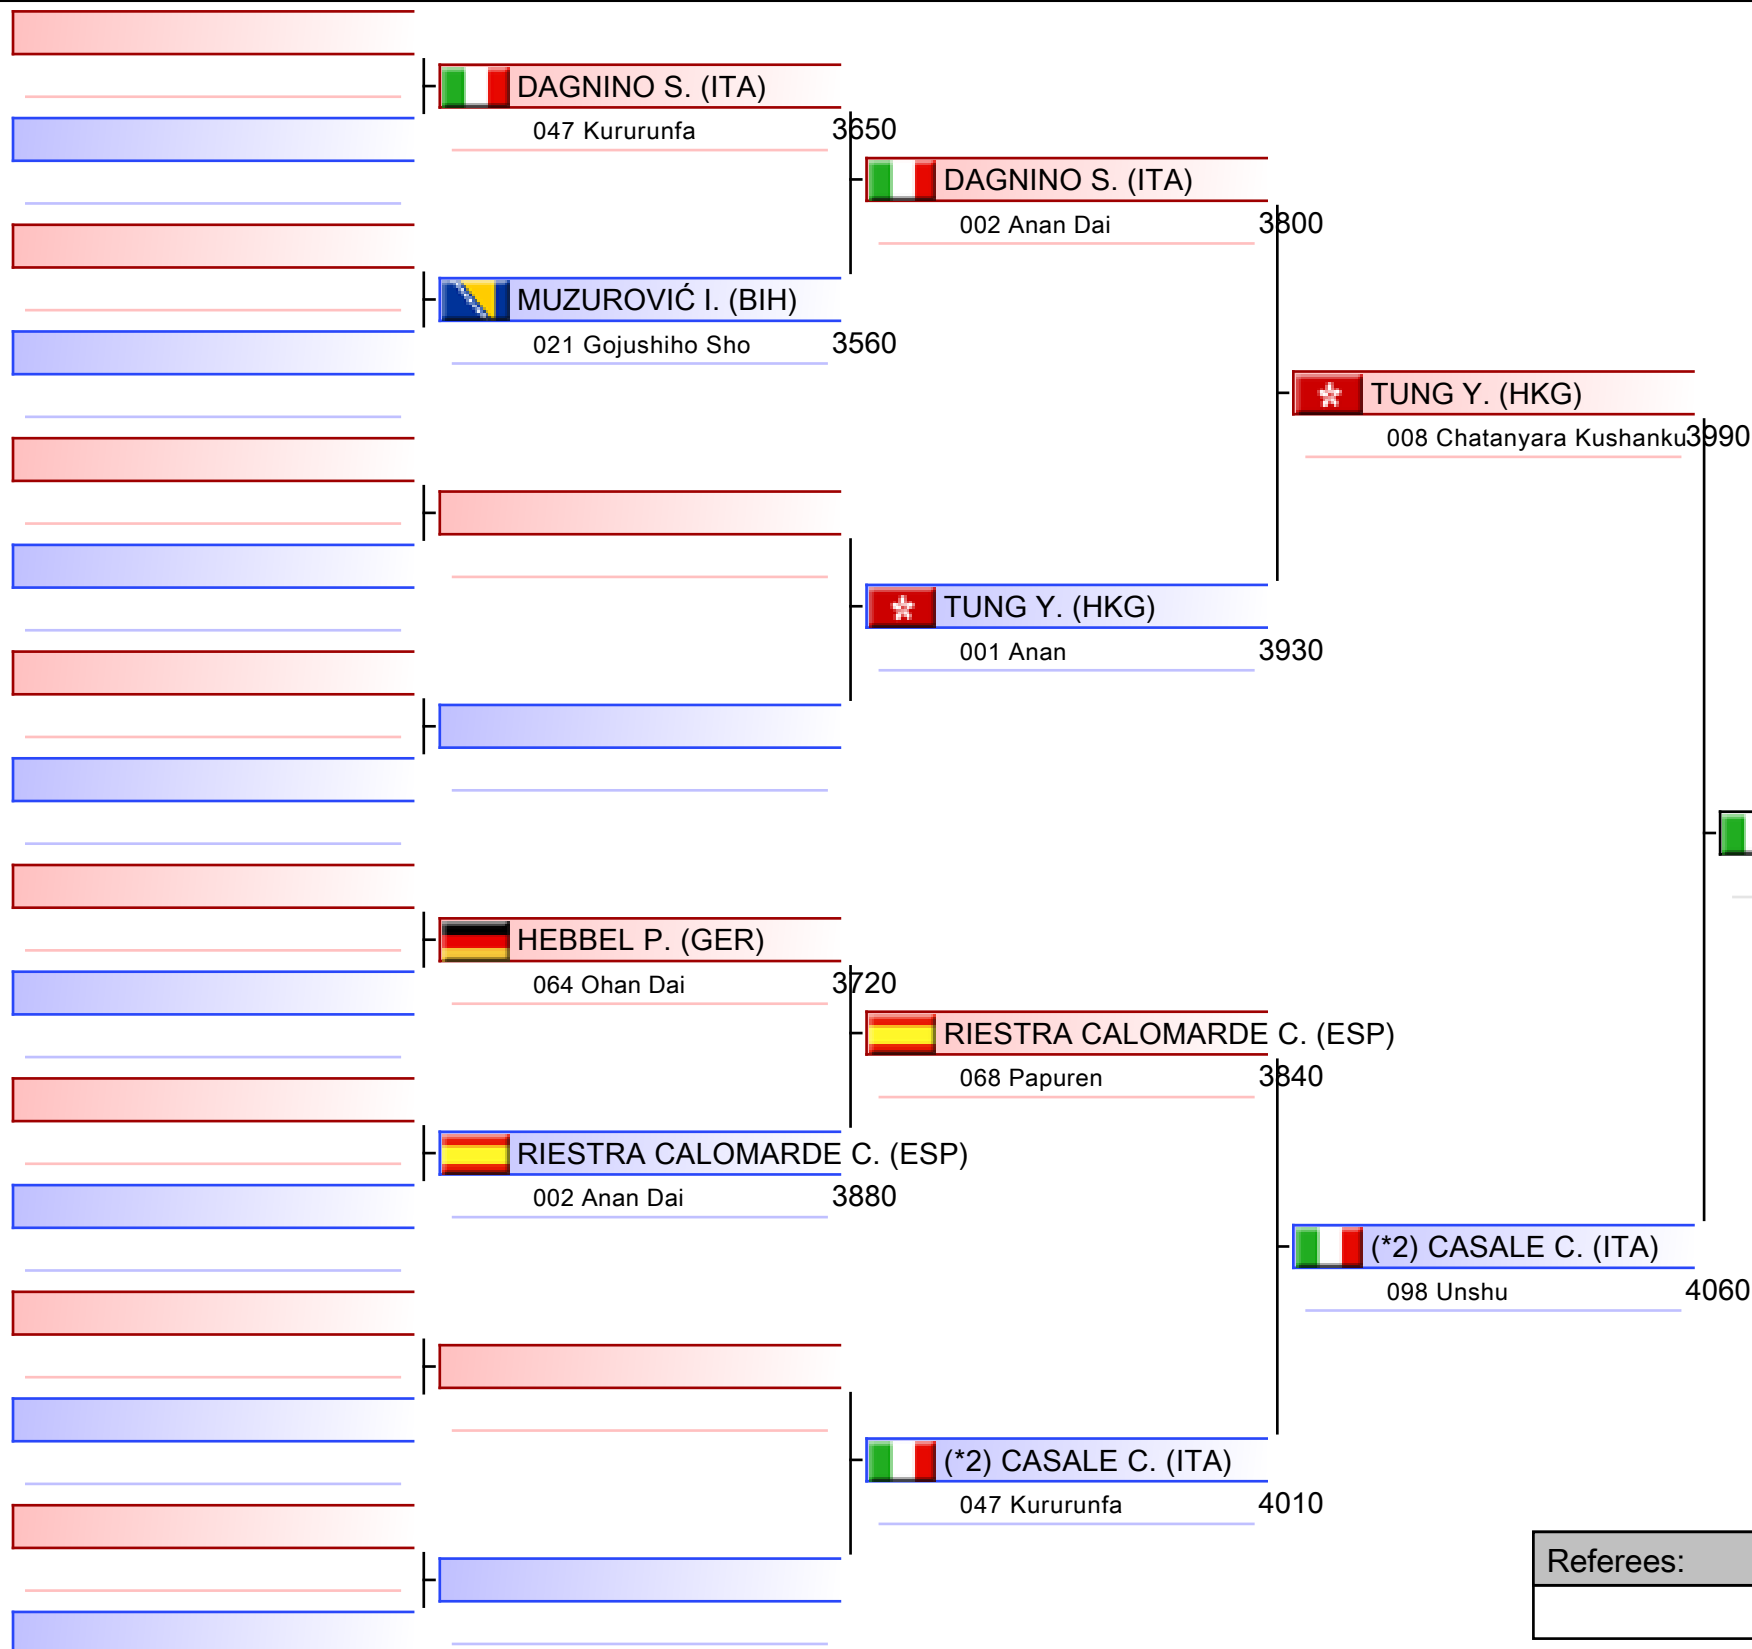 DAGNINO S. (ITA)
047 Kururunfa 3650
MUZUROVIĆ I. (BIH)
021 Gojushiho Sho 3560
HEBBEL P. (GER)
064 Ohan Dai 3720
RIESTRA CALOMARDE C. (ESP)
002 Anan Dai 3880
DAGNINO S. (ITA)
002 Anan Dai 3800
TUNG Y. (HKG)
001 Anan 3930
RIESTRA CALOMARDE C. (ESP)
068 Papuren 3840
(*2) CASALE C. (ITA)
047 Kururunfa 4010
TUNG Y. (HKG)
008 Chatanyara Kushanku 3990
(*2) CASALE C. (ITA)
098 Unshu 4060
Referees: